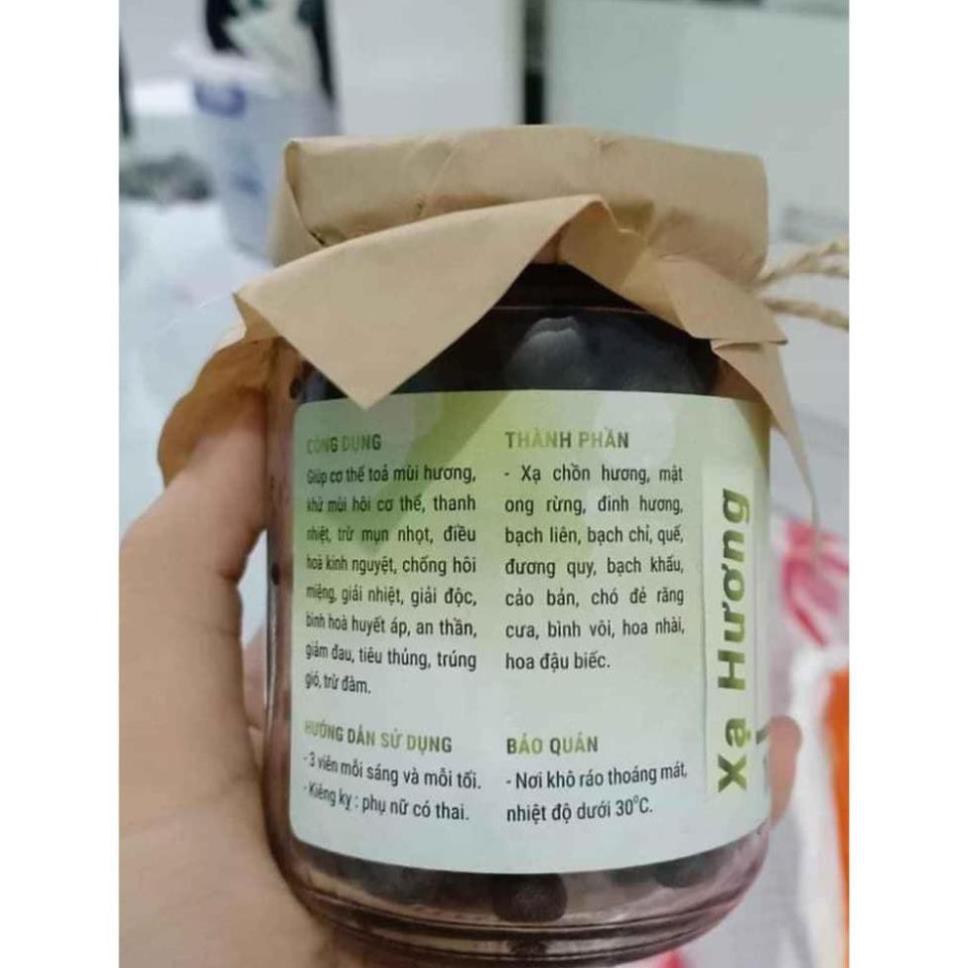 CÔNG DỤNG
Giúp cơ thể toả mùi hương,
khử mùi hôi cơ thể, thanh
nhiệt, trừ mụn nhọt, điều
hoà kinh nguyệt, chống hôi
miệng, giải nhiệt, giải độc,
bình hoà huyết áp, an thần,
giảm đau, tiêu thủng, trúng
gió, trừ đàm.
HƯỚNG DẪN SỬ DỤNG
- 3 viên mỗi sáng và mỗi tối.
- Kiêng kỵ : phụ nữ có thai.
THÀNH PHẦN
- Xạ chồn hương, mật
ong rừng, đinh hương,
bạch liên, bạch chỉ, quế,
đương quy, bạch khấu,
cảo bản, chó đẻ răng
cưa, bình vôi, hoa nhài,
hoa đậu biếc.
BẢO QUẢN
- Nơi khô ráo thoáng mát,
nhiệt độ dưới 30°C.
Xạ Hương